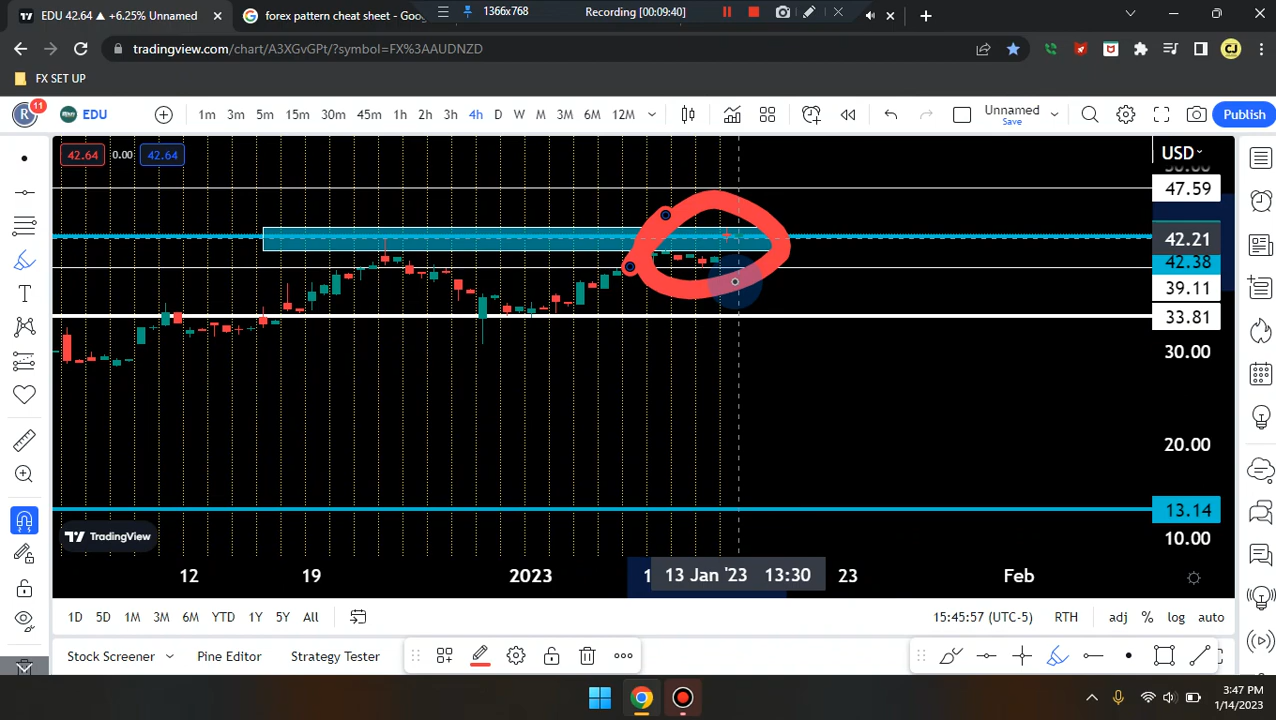 EDU 42.64 ▲ +6.25% Unnamed
forex pattern cheat sheet - Goo
1366x768
Recording [00:09:40]
tradingview.com/chart/A3XGvGPt/?symbol=FX%3AAUDNZD
CJ
FX SET UP
R
11
EDU
1m 3m 5m 15m 30m 45m 1h 2h 3h 4h D W M 3M 6M 12M
Unnamed
Save
Publish
42.64 0.00 42.64
USD
47.59
42.21
42.38
39.11
33.81
30.00
20.00
13.14
10.00
TradingView
12 19 2023 13 Jan '23 13:30 23 Feb
1D 5D 1M 3M 6M YTD 1Y 5Y All
15:45:57 (UTC-5) RTH adj % log auto
Stock Screener Pine Editor Strategy Tester
3:47 PM
1/14/2023